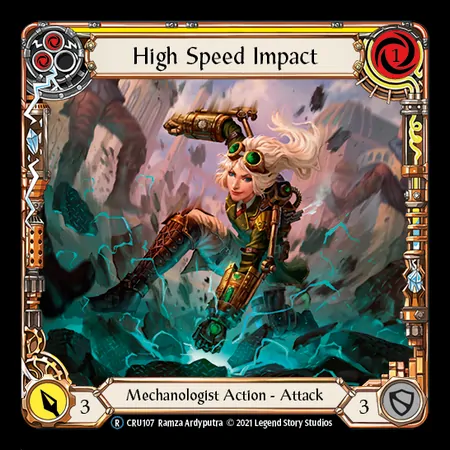 High Speed Impact
1
3
Mechanologist Action - Attack
3
R CRU107 Ramza Ardyputra © 2021 Legend Story Studios